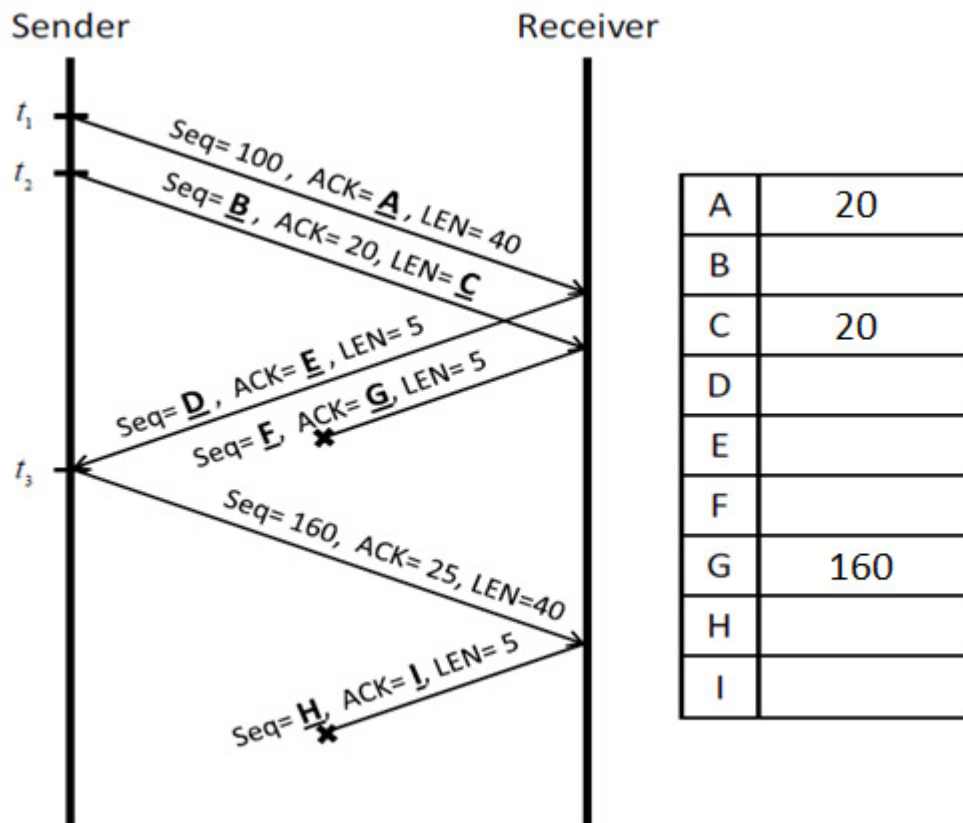 Sender
Receiver
t₁
Seq= 100 , ACK= A , LEN= 40
t₂
Seq= B , ACK= 20, LEN= C
Seq= D , ACK= E , LEN= 5
Seq= F, ACK= G, LEN= 5
t₃
Seq= 160, ACK= 25, LEN=40
Seq= H, ACK= I, LEN= 5
A 20
B
C 20
D
E
F
G 160
H
I